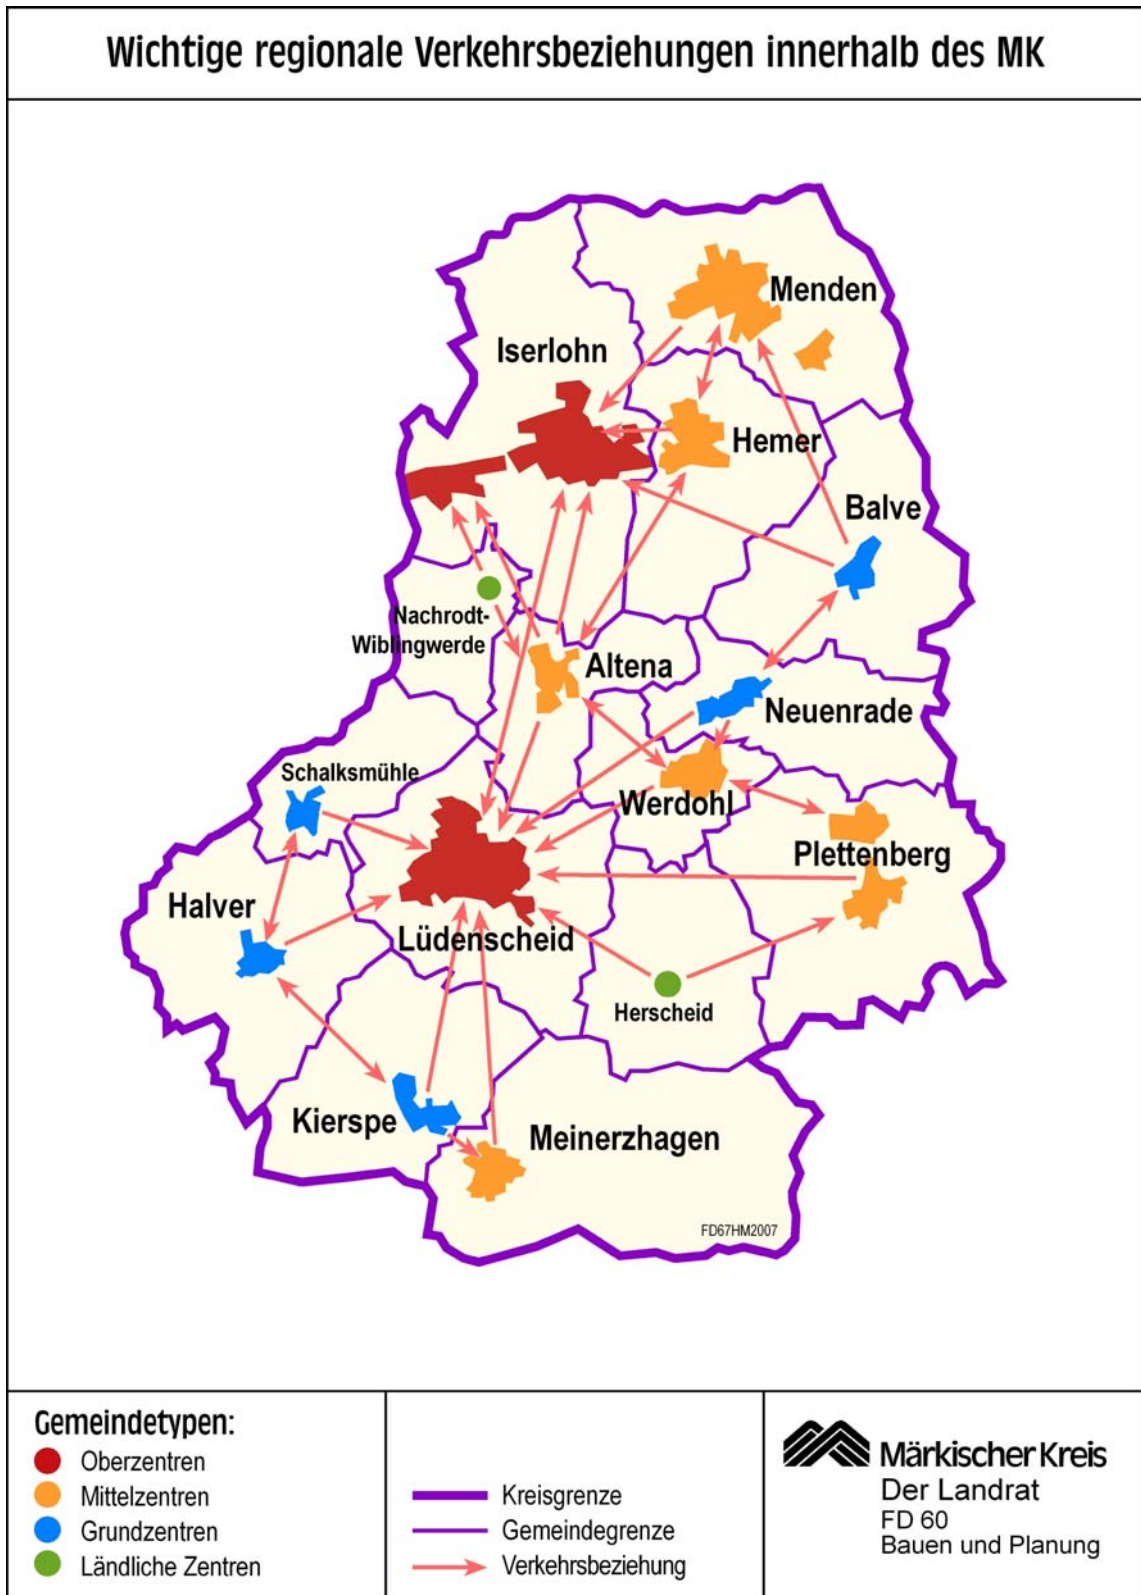 Wichtige regionale Verkehrsbeziehungen innerhalb des MK
Menden
Iserlohn
Hemer
Balve
Nachrodt-
Wiblingwerde
Altena
Neuenrade
Schalksmühle
Werdohl
Plettenberg
Halver
Lüdenscheid
Herscheid
Kierspe
Meinerzhagen
FD67HM2007
Gemeindetypen:
Oberzentren
Mittelzentren
Grundzentren
Ländliche Zentren
Kreisgrenze
Gemeindegrenze
Verkehrsbeziehung
Märkischer Kreis
Der Landrat
FD 60
Bauen und Planung